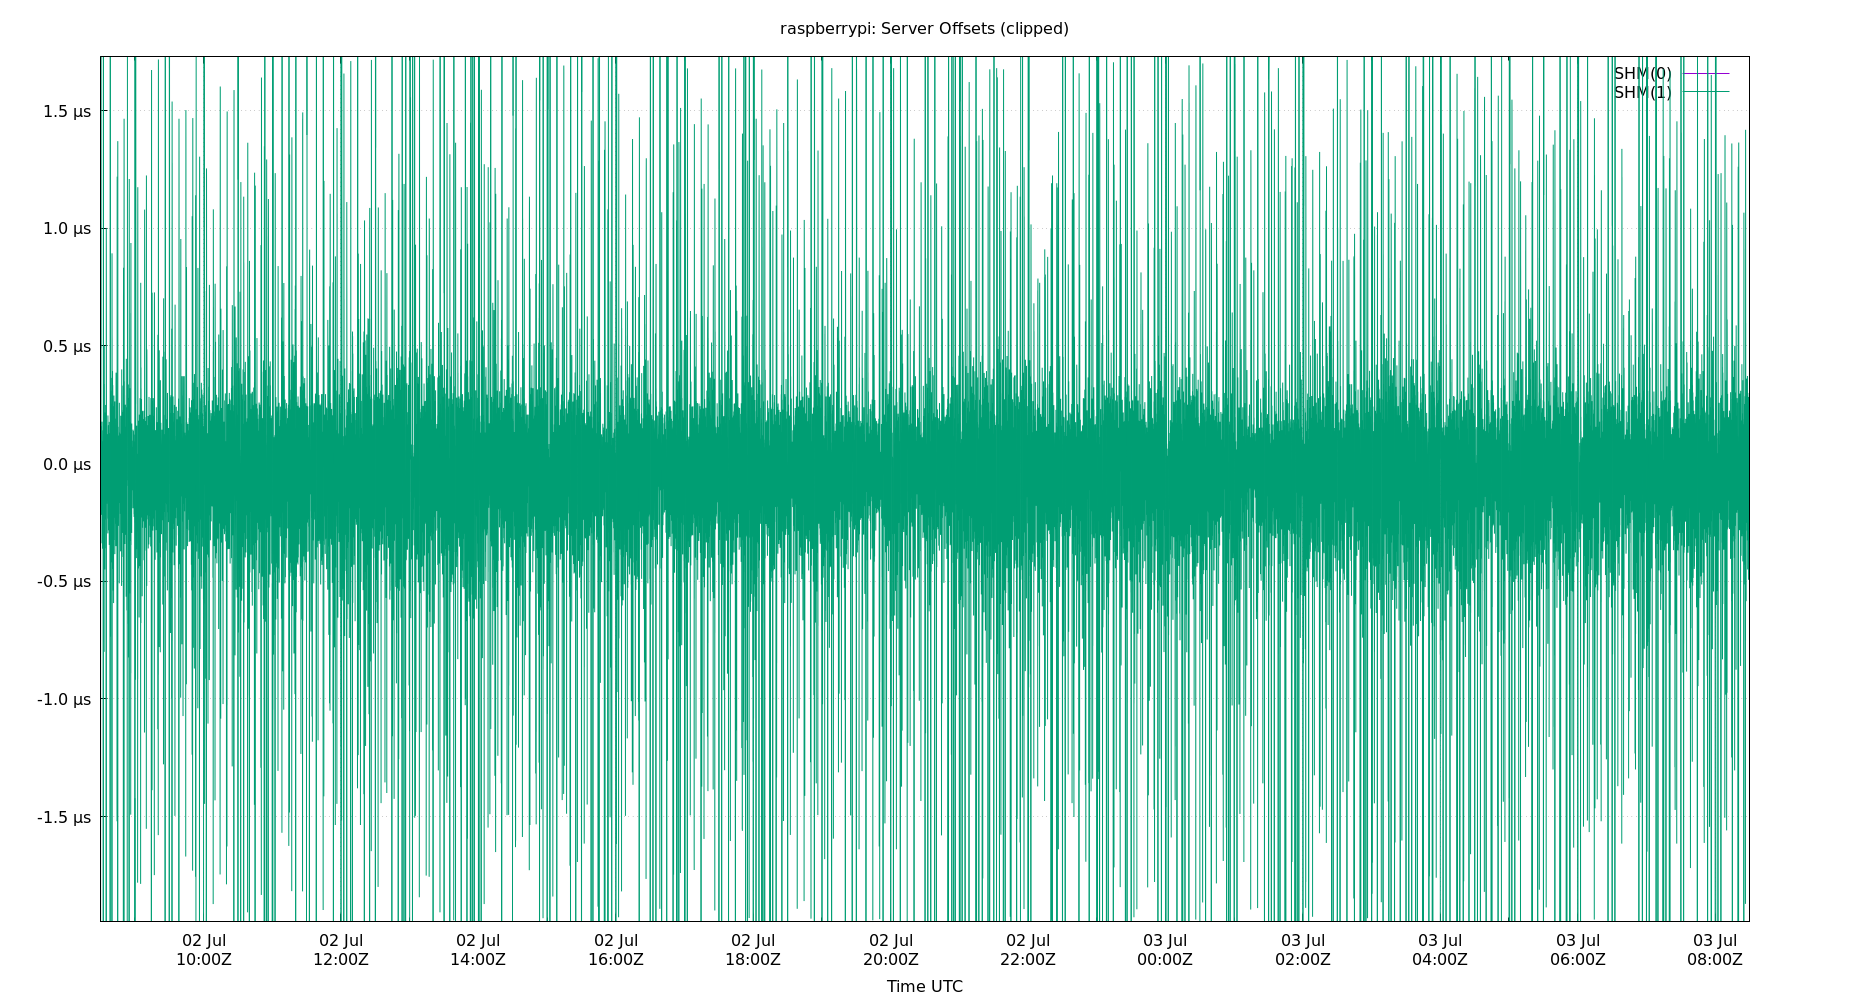 raspberrypi: Server Offsets (clipped)
SHM(0)
SHM(1)
1.5 µs
1.0 µs
0.5 µs
0.0 µs
-0.5 µs
-1.0 µs
-1.5 µs
02 Jul 02 Jul 02 Jul 02 Jul 02 Jul 02 Jul 02 Jul 03 Jul 03 Jul 03 Jul 03 Jul 03 Jul
10:00Z 12:00Z 14:00Z 16:00Z 18:00Z 20:00Z 22:00Z 00:00Z 02:00Z 04:00Z 06:00Z 08:00Z
Time UTC